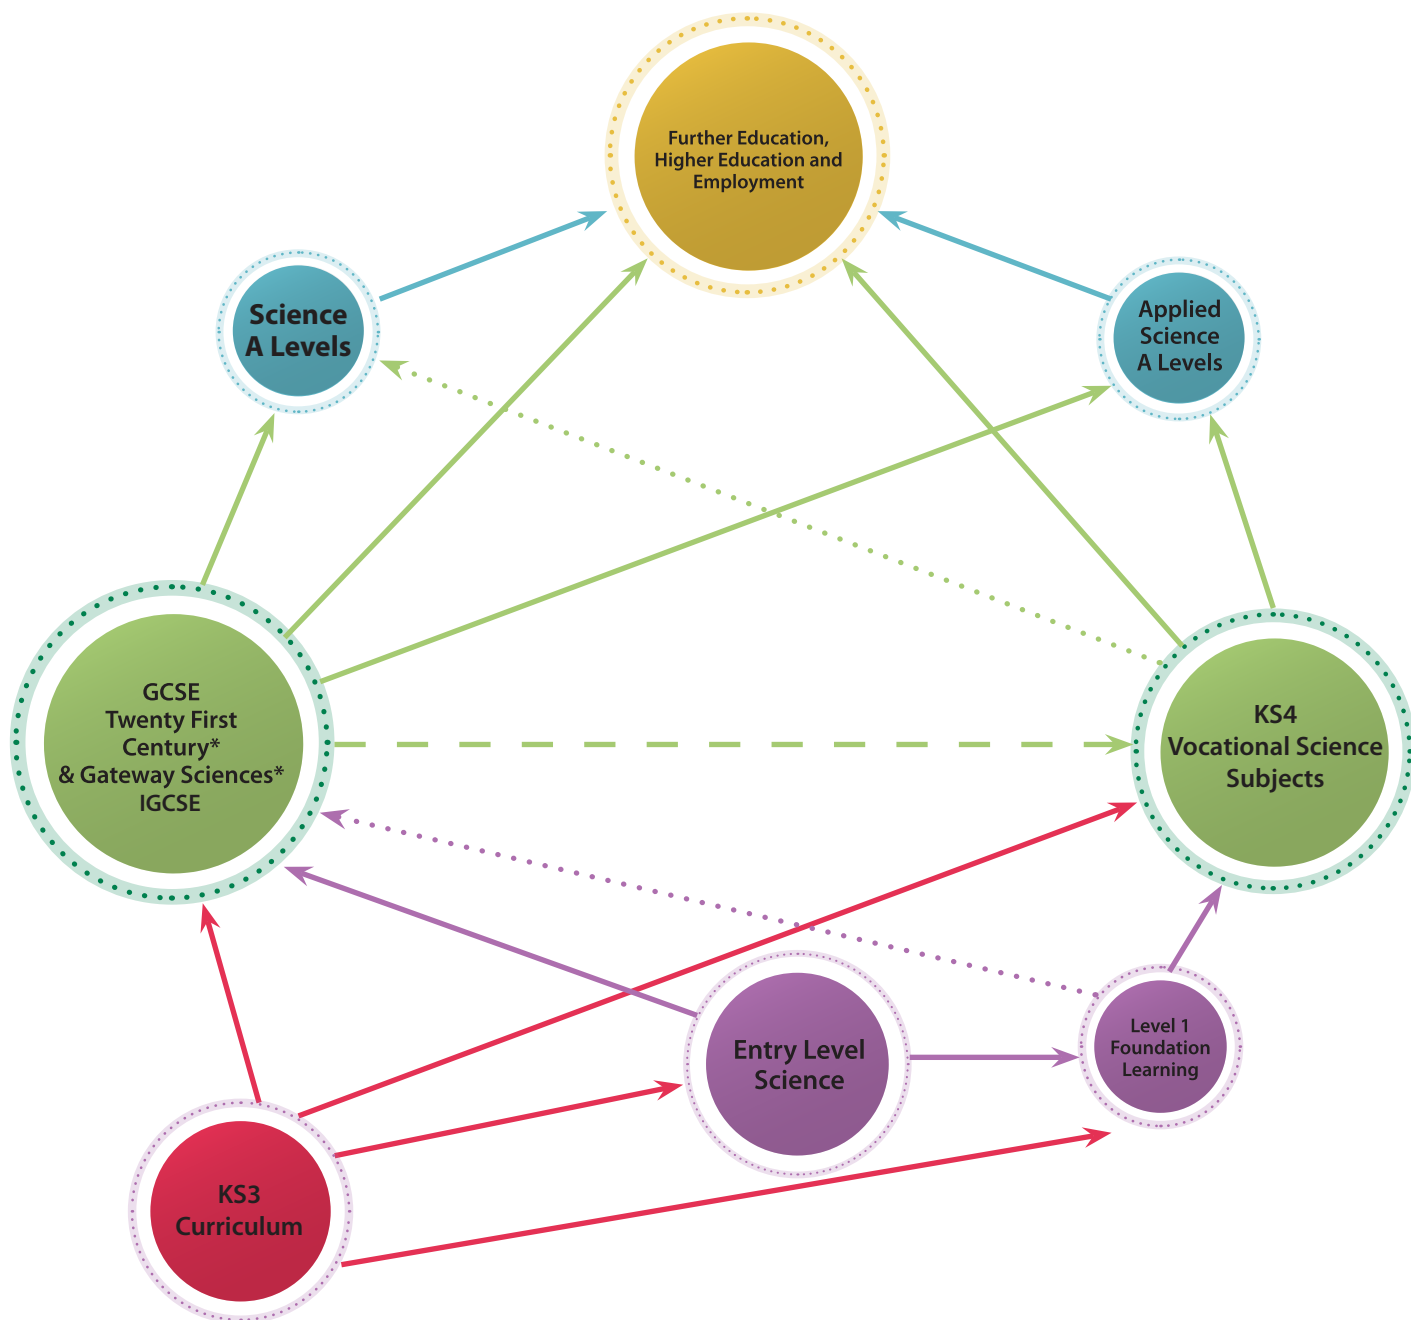 Further Education,
Higher Education and
Employment
Science
A Levels
Applied
Science
A Levels
GCSE
Twenty First
Century*
& Gateway Sciences*
IGCSE
KS4
Vocational Science
Subjects
Entry Level
Science
Level 1
Foundation
Learning
KS3
Curriculum